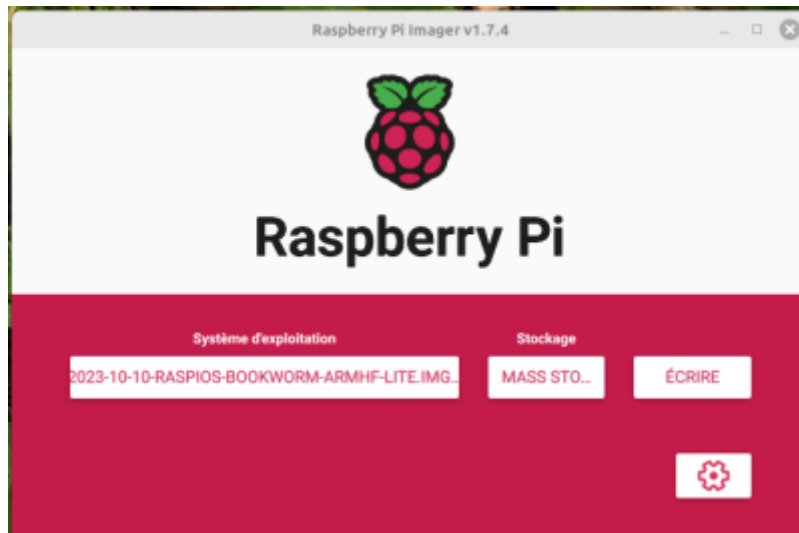 Raspberry Pi Imager v1.7.4
Raspberry Pi
Système d'exploitation
Stockage
2023-10-10-RASPIOS-BOOKWORM-ARMHF-LITE.IMG..
MASS STO...
ÉCRIRE